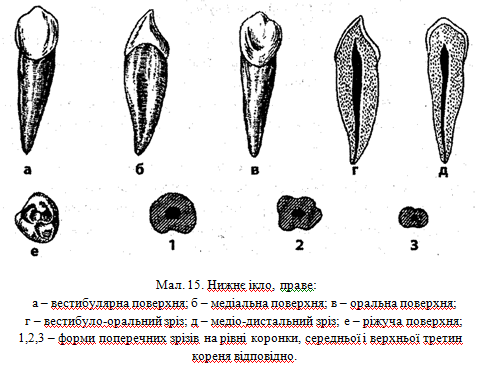 а б в г д
е 1 2 3
Мал. 15. Нижнє ікло, праве:
а – вестибулярна поверхня; б – медіальна поверхня; в – оральна поверхня;
г – вестибуло-оральний зріз; д – медіо-дистальний зріз; е – ріжуча поверхня;
1,2,3 – форми поперечних зрізів на рівні коронки, середньої і верхньої третин
кореня відповідно.